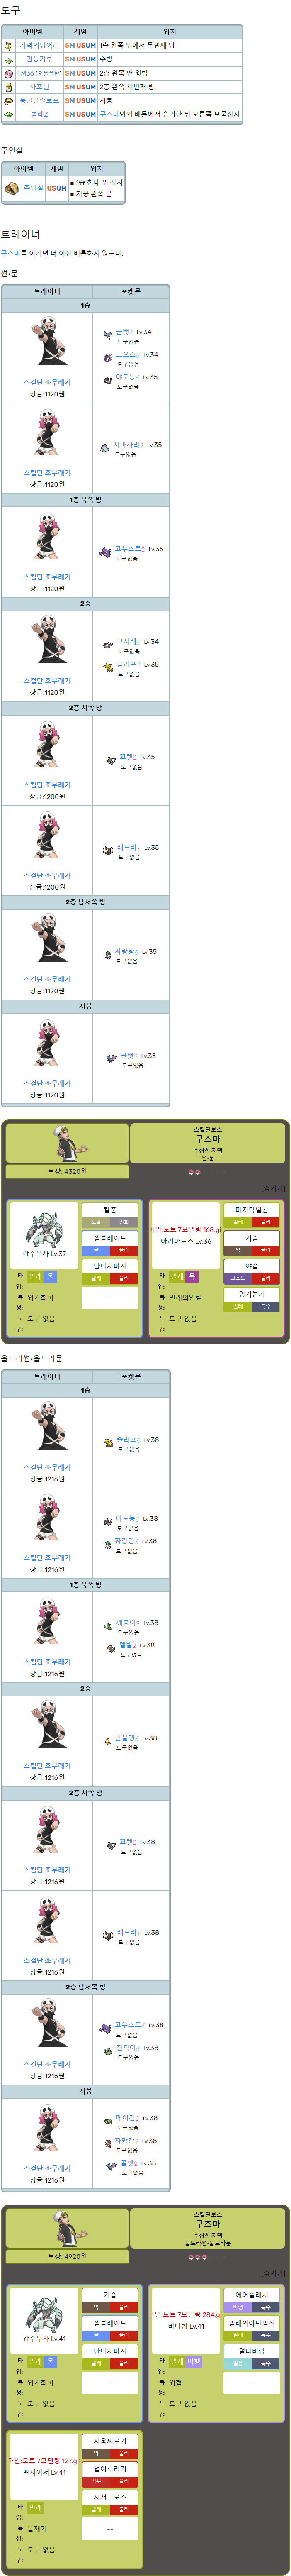 도구
아이템 게임 위치
기력의덩어리 SM USUM 1층 왼쪽 위에서 두번째 방
만능가루 SM USUM 주방
TM36 (오물폭탄) SM USUM 2층 왼쪽 맨 윗방
사포닌 SM USUM 2층 왼쪽 세번째 방
동굴탈출로프 SM USUM 지붕
벌레Z SM USUM 구즈마와의 배틀에서 승리한 뒤 오른쪽 보물상자
주인실
아이템 게임 위치
주인실 USUM
1층 침대 위 상자
지붕 왼쪽 문
트레이너
구즈마를 이기면 더 이상 배틀하지 않는다.
썬•문
트레이너 포켓몬
1층
스컬단 조무래기
상금:1120원
골뱃♂ Lv.34
도구없음
고오스♂ Lv.34
도구없음
야도뇽♂ Lv.35
도구없음
스컬단 조무래기
상금:1120원
시마사리♀ Lv.35
도구없음
1층 북쪽 방
스컬단 조무래기
상금:1120원
고우스트♀ Lv.35
도구없음
2층
스컬단 조무래기
상금:1120원
꼬시레♂ Lv.34
도구없음
슬리프♂ Lv.35
도구없음
2층 서쪽 방
스컬단 조무래기
상금:1200원
꼬렛♀ Lv.35
도구없음
스컬단 조무래기
상금:1200원
레트라♀ Lv.35
도구없음
2층 남서쪽 방
스컬단 조무래기
상금:1120원
파랑랑♂ Lv.35
도구없음
지붕
스컬단 조무래기
상금:1120원
골뱃♀ Lv.35
도구없음
스컬단보스
구즈마
수상한 저택
썬•문
보상: 4320원
[숨기기]
갑주무사 Lv.37
타입: 벌레 물
특성: 위기회피
도구: 도구 없음
칼춤
노말 변화
셸블레이드
물 물리
만나자마자
벌레 물리
--
파일:도트 7모델링 168.gif
아리아도스 Lv.36
타입: 벌레 독
특성: 벌레의알림
도구: 도구 없음
마지막일침
벌레 물리
기습
악 물리
야습
고스트 물리
엉겨붙기
벌레 특수
울트라썬•울트라문
트레이너 포켓몬
1층
스컬단 조무래기
상금:1216원
슬리프♂ Lv.38
도구없음
스컬단 조무래기
상금:1216원
야도뇽♂ Lv.38
도구없음
파랑랑♂ Lv.38
도구없음
1층 북쪽 방
스컬단 조무래기
상금:1216원
깨봉이♂ Lv.38
도구없음
델빌♀ Lv.38
도구없음
2층
스컬단 조무래기
상금:1216원
곤율랭♂ Lv.38
도구없음
2층 서쪽 방
스컬단 조무래기
상금:1216원
꼬렛♀ Lv.38
도구없음
스컬단 조무래기
상금:1216원
레트라♀ Lv.38
도구없음
2층 남서쪽 방
스컬단 조무래기
상금:1216원
고우스트♂ Lv.38
도구없음
질뻐기♂ Lv.38
도구없음
지붕
스컬단 조무래기
상금:1216원
페이검♀ Lv.38
도구없음
자망칼♀ Lv.38
도구없음
골뱃♀ Lv.38
도구없음
스컬단보스
구즈마
수상한 저택
울트라썬•울트라문
보상: 4920원
[숨기기]
갑주무사 Lv.41
타입: 벌레 물
특성: 위기회피
도구: 도구 없음
기습
악 물리
셸블레이드
물 물리
만나자마자
벌레 물리
--
파일:도트 7모델링 284.gif
비나방 Lv.41
타입: 벌레 비행
특성: 위협
도구: 도구 없음
에어슬래시
비행 특수
벌레의야단법석
벌레 특수
얼다바람
얼음 특수
--
파일:도트 7모델링 127.gif
쁘사이저 Lv.41
타입: 벌레
특성: 틀깨기
도구: 도구 없음
지옥찌르기
악 물리
업어후리기
격투 물리
시저크로스
벌레 물리
--